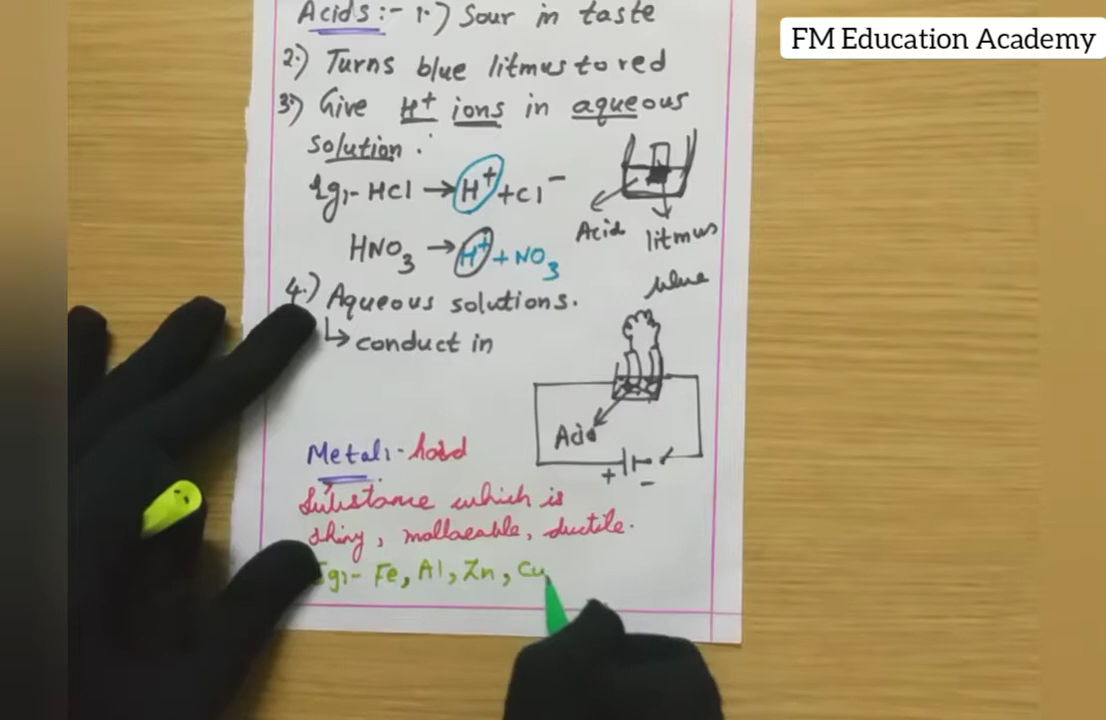 Acids:- 1.) Sour in taste
FM Education Academy
2.) Turns blue litmus to red
3.) Give H+ ions in aqueous
solution.
Eg:- HCl → H+ + Cl-
Acid litmus
HNO3 → H+ + NO3
blue
4.) Aqueous solutions.
↳ conduct in
Acid
+ -
Metal:- hard
Substance which is
shiny, mallaeable, ductile.
Eg:- Fe, Al, Zn, Cu,